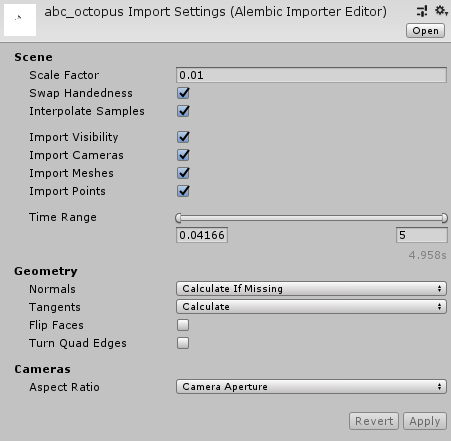 abc_octopus Import Settings (Alembic Importer Editor)
Open
Scene
Scale Factor 0.01
Swap Handedness
Interpolate Samples
Import Visibility
Import Cameras
Import Meshes
Import Points
Time Range
0.04166 5
4.958s
Geometry
Normals Calculate If Missing
Tangents Calculate
Flip Faces
Turn Quad Edges
Cameras
Aspect Ratio Camera Aperture
Revert Apply